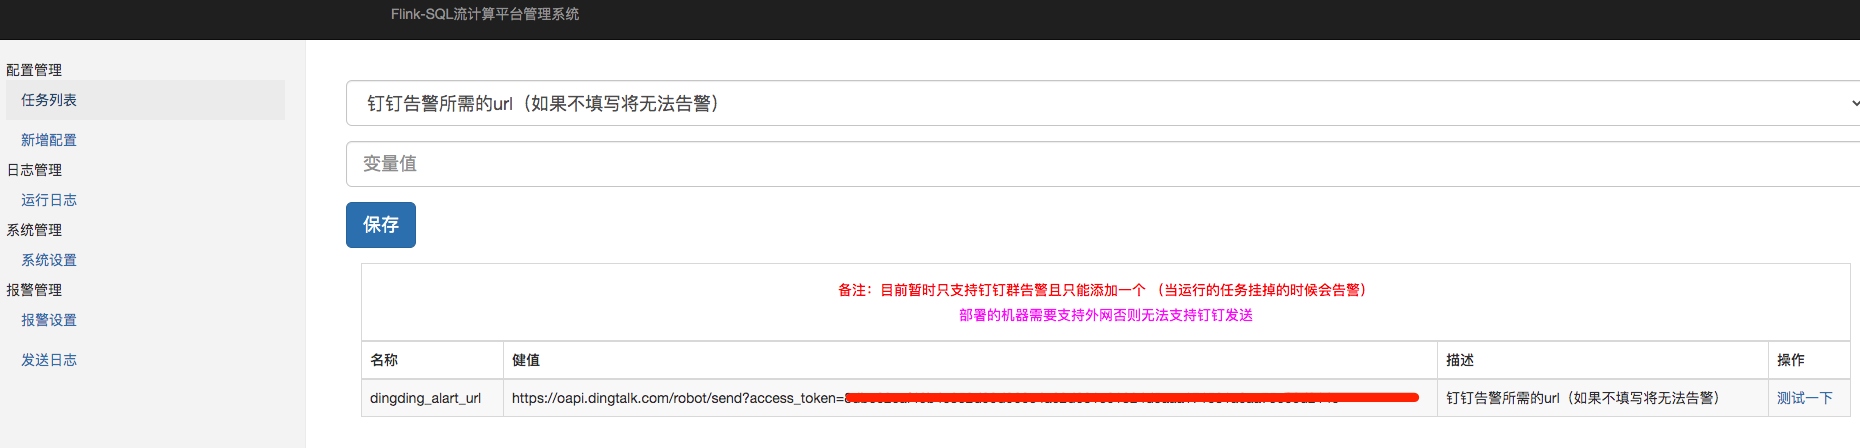 Flink-SQL流计算平台管理系统
配置管理
任务列表
新增配置
日志管理
运行日志
系统管理
系统设置
报警管理
报警设置
发送日志
钉钉告警所需的url（如果不填写将无法告警）
变量值
保存
备注：目前暂时只支持钉钉群告警且只能添加一个 （当运行的任务挂掉的时候会告警）
部署的机器需要支持外网否则无法支持钉钉发送
名称 健值 描述 操作
dingding_alart_url https://oapi.dingtalk.com/robot/send?access_token= 钉钉告警所需的url（如果不填写将无法告警） 测试一下